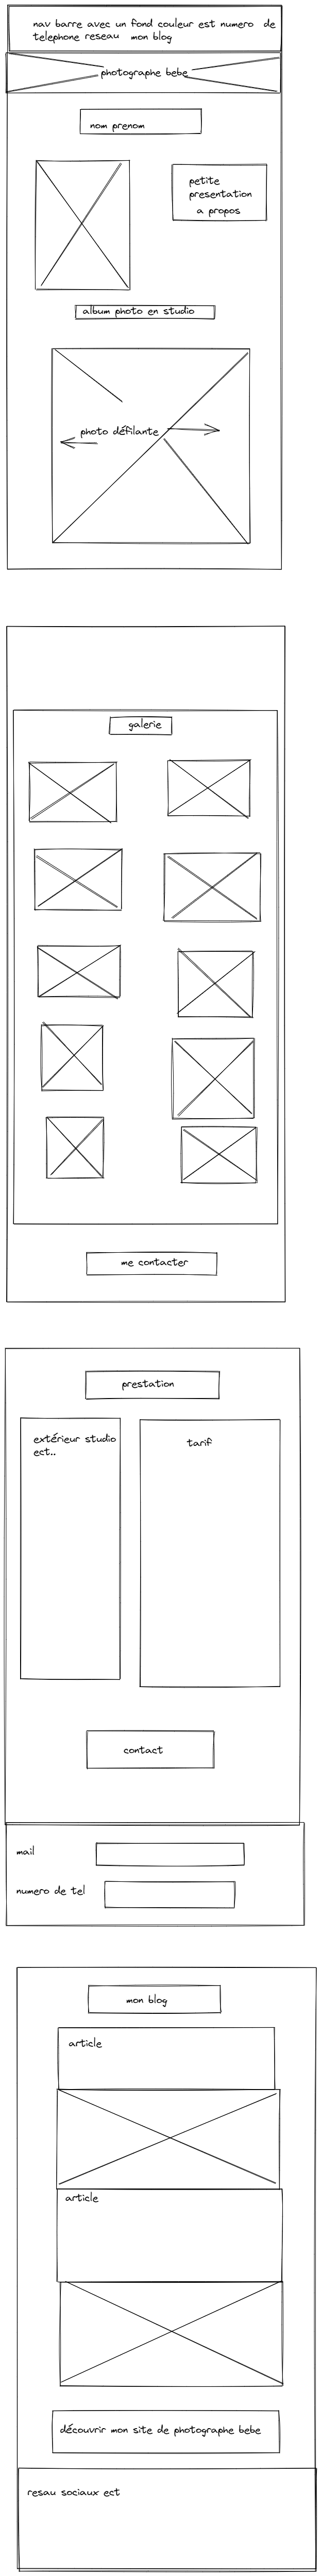 nav barre avec un fond couleur est numero de
telephone reseau mon blog
photographe bebe
nom prenom
petite
presentation
a propos
album photo en studio
photo défilante
galerie
me contacter
prestation
extérieur studio
ect..
tarif
contact
mail
numero de tel
mon blog
article
article
découvrir mon site de photographe bebe
resau sociaux ect